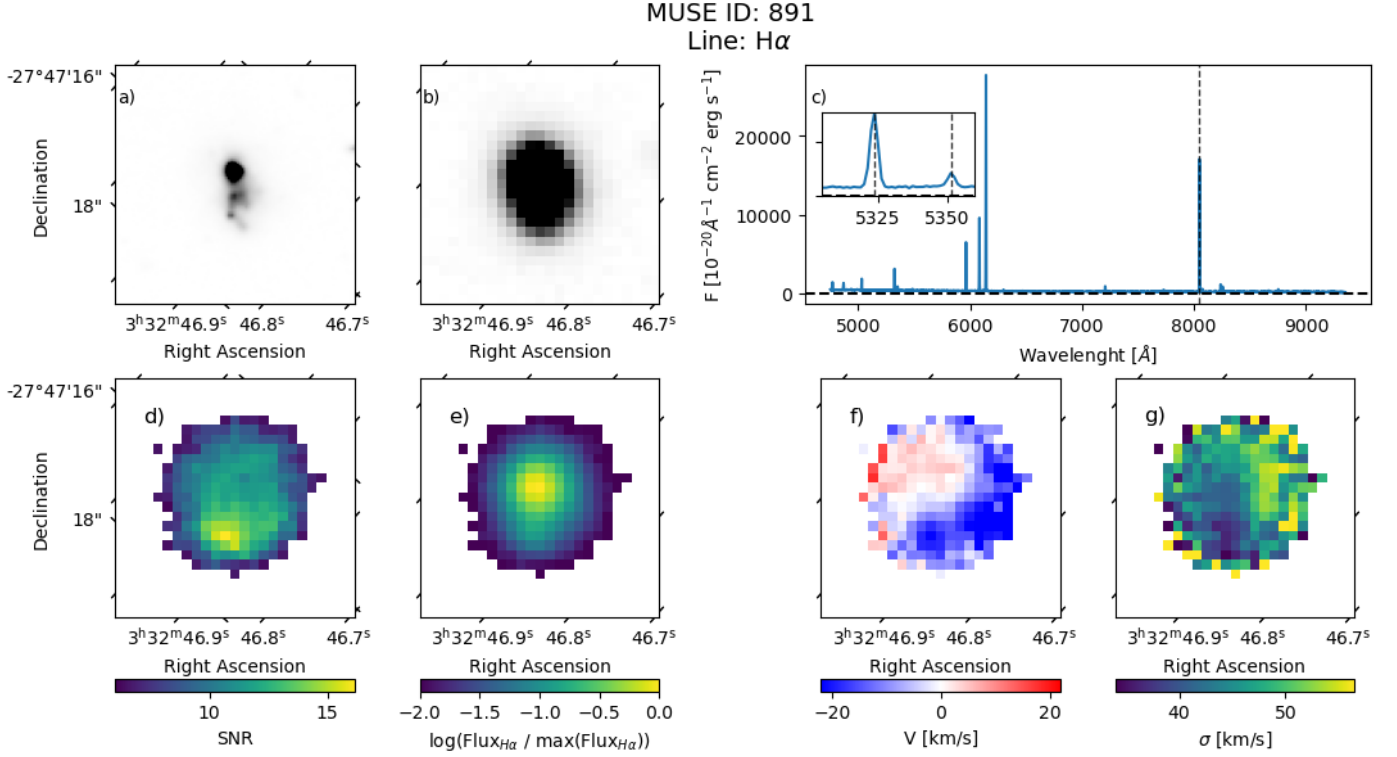 MUSE ID: 891
Line: Hα
-27°47'16"
18"
Declination
a)
3ʰ32ᵐ46.9ˢ 46.8ˢ 46.7ˢ
Right Ascension
b)
3ʰ32ᵐ46.9ˢ 46.8ˢ 46.7ˢ
Right Ascension
F [10⁻²⁰Å⁻¹ cm⁻² erg s⁻¹]
20000
10000
0
c)
5325 5350
5000 6000 7000 8000 9000
Wavelenght [Å]
-27°47'16"
18"
Declination
d)
3ʰ32ᵐ46.9ˢ 46.8ˢ 46.7ˢ
Right Ascension
10 15
SNR
e)
3ʰ32ᵐ46.9ˢ 46.8ˢ 46.7ˢ
Right Ascension
−2.0 −1.5 −1.0 −0.5 0.0
log(Flux_Hα / max(Flux_Hα))
f)
3ʰ32ᵐ46.9ˢ 46.8ˢ 46.7ˢ
Right Ascension
−20 0 20
V [km/s]
g)
3ʰ32ᵐ46.9ˢ 46.8ˢ 46.7ˢ
Right Ascension
40 50
σ [km/s]